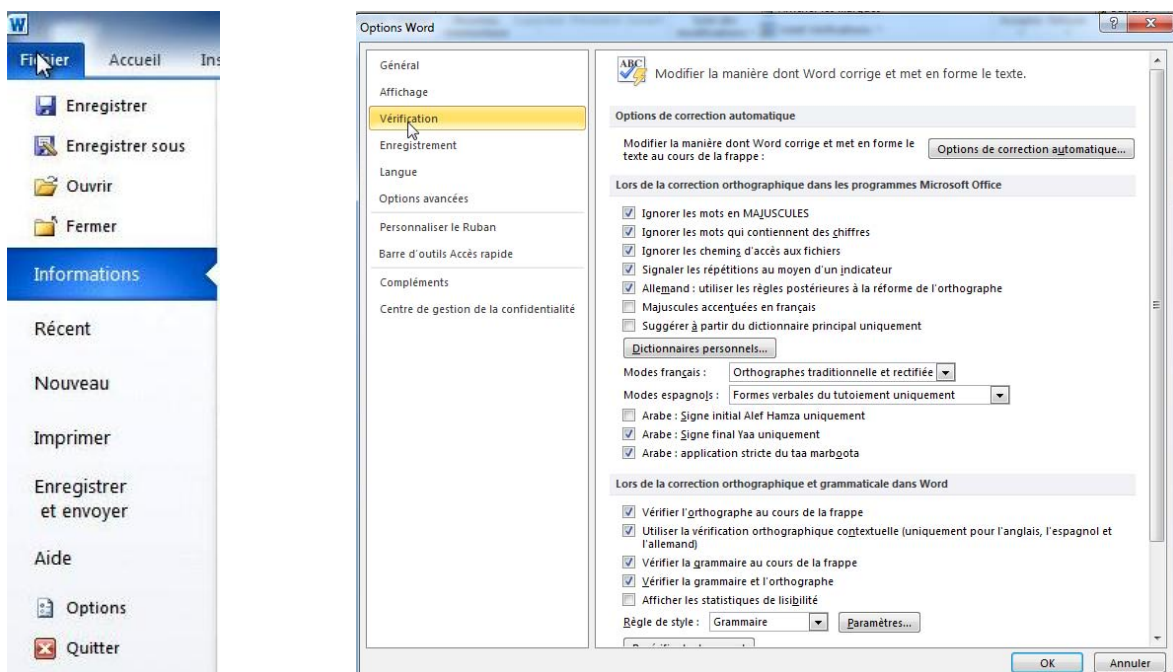 W
Fichier Accueil Ins
Enregistrer
Enregistrer sous
Ouvrir
Fermer
Informations
Récent
Nouveau
Imprimer
Enregistrer
et envoyer
Aide
Options
Quitter
Options Word
Général
Affichage
Vérification
Enregistrement
Langue
Options avancées
Personnaliser le Ruban
Barre d'outils Accès rapide
Compléments
Centre de gestion de la confidentialité
ABC
Modifier la manière dont Word corrige et met en forme le texte.
Options de correction automatique
Modifier la manière dont Word corrige et met en forme le
texte au cours de la frappe :
Options de correction automatique...
Lors de la correction orthographique dans les programmes Microsoft Office
Ignorer les mots en MAJUSCULES
Ignorer les mots qui contiennent des chiffres
Ignorer les chemins d'accès aux fichiers
Signaler les répétitions au moyen d'un indicateur
Allemand : utiliser les règles postérieures à la réforme de l'orthographe
Majuscules accentuées en français
Suggérer à partir du dictionnaire principal uniquement
Dictionnaires personnels...
Modes français : Orthographes traditionnelle et rectifiée
Modes espagnols : Formes verbales du tutoiement uniquement
Arabe : Signe initial Alef Hamza uniquement
Arabe : Signe final Yaa uniquement
Arabe : application stricte du taa marboota
Lors de la correction orthographique et grammaticale dans Word
Vérifier l'orthographe au cours de la frappe
Utiliser la vérification orthographique contextuelle (uniquement pour l'anglais, l'espagnol et
l'allemand)
Vérifier la grammaire au cours de la frappe
Vérifier la grammaire et l'orthographe
Afficher les statistiques de lisibilité
Règle de style : Grammaire Paramètres...
OK Annuler